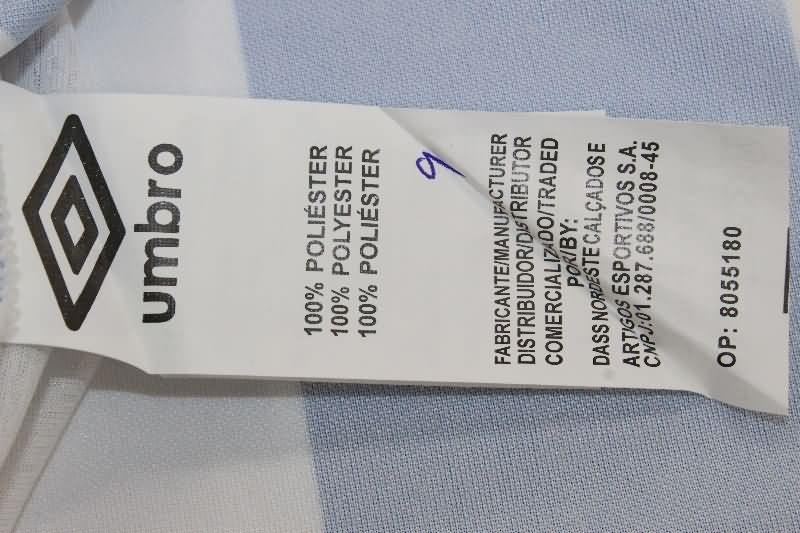 umbro
100% POLIÉSTER
100% POLYESTER
100% POLIÉSTER
9
FABRICANTE/MANUFACTURER
DISTRIBUIDOR/DISTRIBUTOR
COMERCIALIZADO/TRADED
POR/BY:
DASS NORDESTE CALÇADOS E
ARTIGOS ESPORTIVOS S.A.
CNPJ:01.287.688/0008-45
OP: 8055180